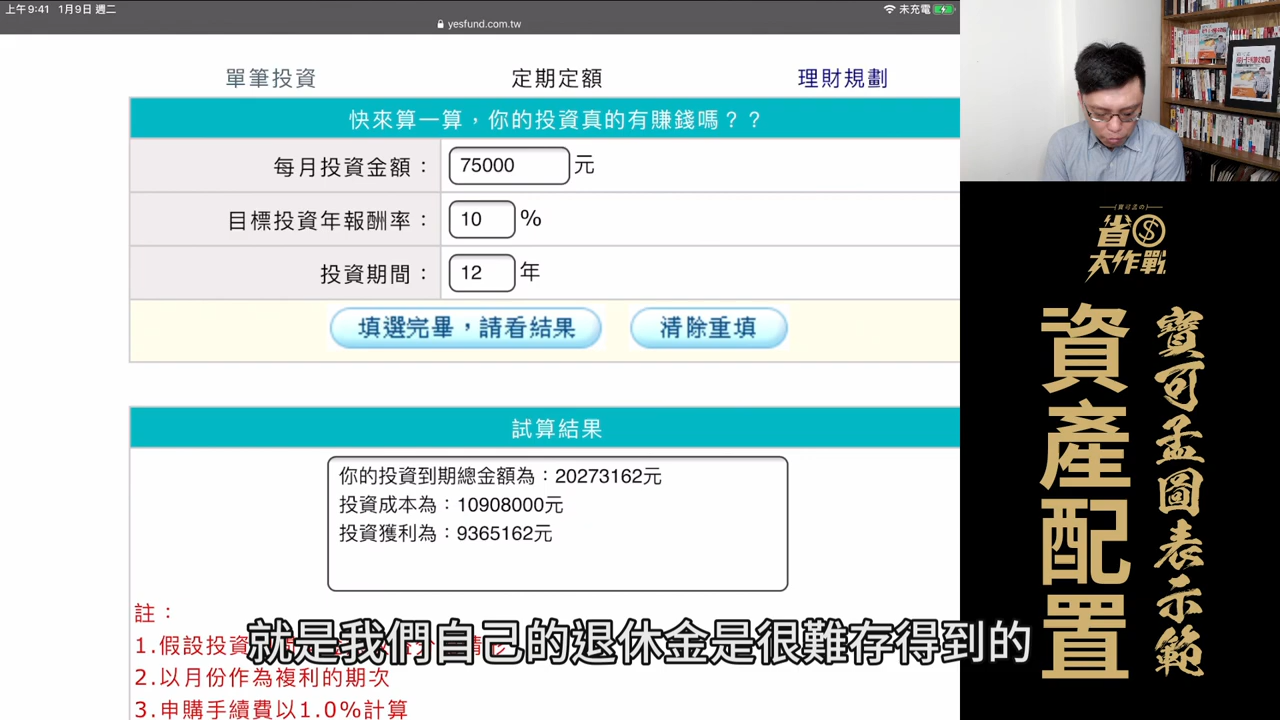 上午9:41 1月9日 週二
未充電
yesfund.com.tw
單筆投資 定期定額 理財規劃
快來算一算，你的投資真的有賺錢嗎？？
每月投資金額： 75000 元
目標投資年報酬率： 10 %
投資期間： 12 年
填選完畢，請看結果 清除重填
試算結果
你的投資到期總金額為：20273162元
投資成本為：10908000元
投資獲利為：9365162元
註：
1.假設投資
就是我們自己的退休金是很難存得到的
2.以月份作為複利的期次
3.申購手續費以1.0%計算
寶可孟の
省$
大作戰
寶可孟圖表示範
資產配置